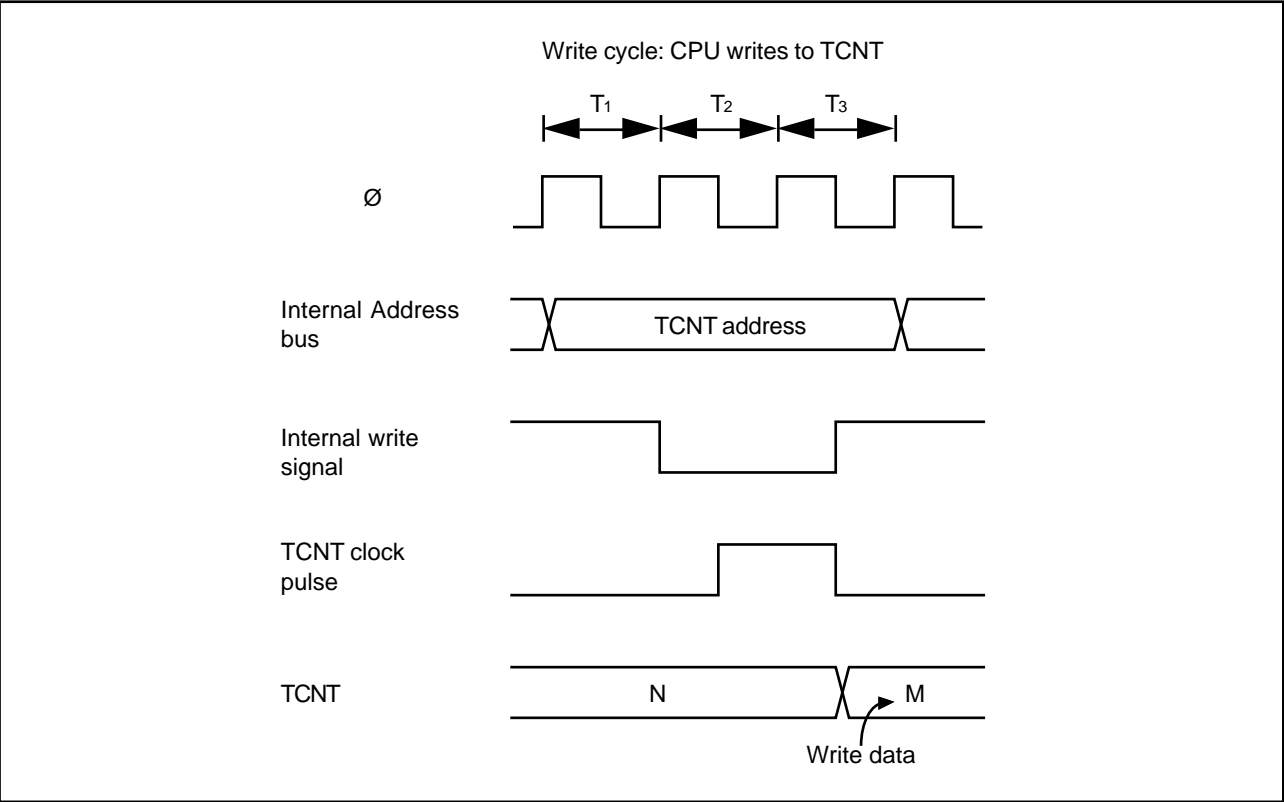 Write cycle: CPU writes to TCNT
T1 T2 T3
Ø
Internal Address
bus
TCNT address
Internal write
signal
TCNT clock
pulse
TCNT
N
M
Write data